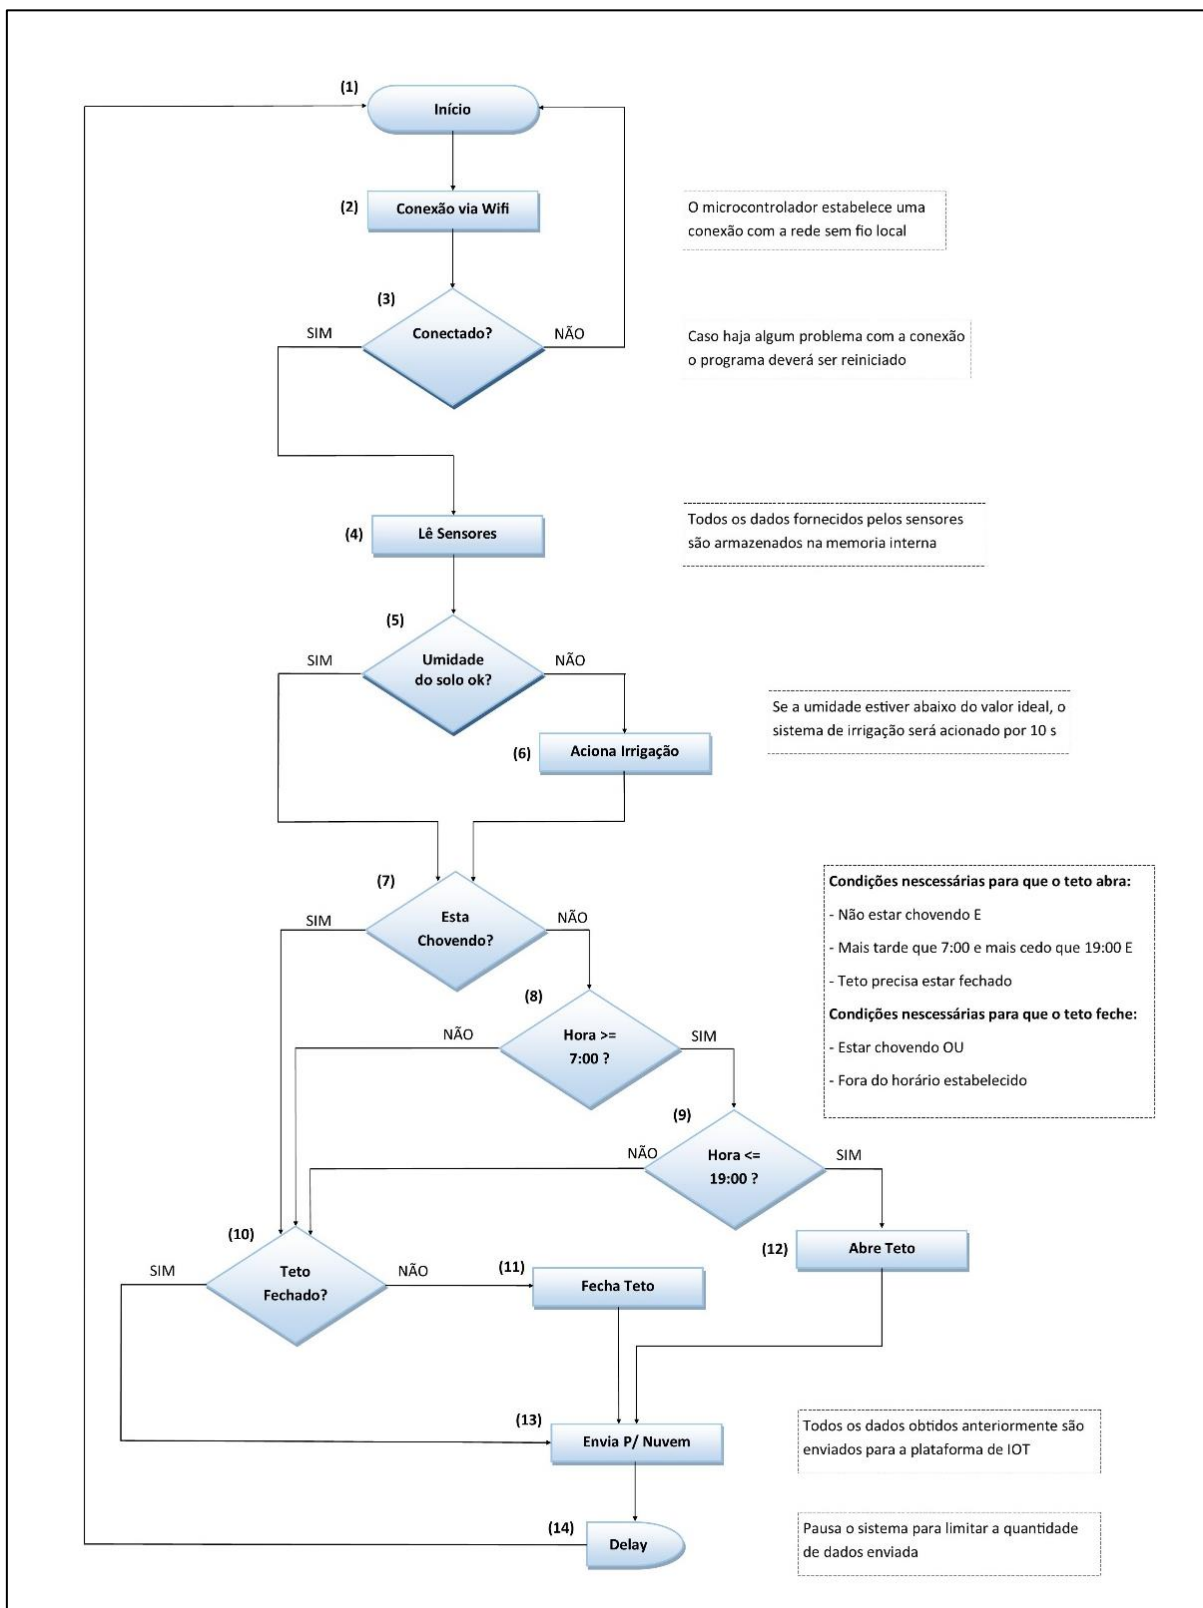 (1)
Início
(2)
Conexão via Wifi
O microcontrolador estabelece uma
conexão com a rede sem fio local
(3)
SIM
Conectado?
NÃO
Caso haja algum problema com a conexão
o programa deverá ser reiniciado
(4)
Lê Sensores
Todos os dados fornecidos pelos sensores
são armazenados na memoria interna
(5)
SIM
Umidade
do solo ok?
NÃO
Se a umidade estiver abaixo do valor ideal, o
sistema de irrigação será acionado por 10 s
(6)
Aciona Irrigação
(7)
SIM
Esta
Chovendo?
NÃO
Condições nescessárias para que o teto abra:
- Não estar chovendo E
- Mais tarde que 7:00 e mais cedo que 19:00 E
- Teto precisa estar fechado
Condições nescessárias para que o teto feche:
- Estar chovendo OU
- Fora do horário estabelecido
(8)
NÃO
Hora >=
7:00 ?
SIM
(9)
NÃO
Hora <=
19:00 ?
SIM
(10)
SIM
Teto
Fechado?
NÃO
(11)
Fecha Teto
(12)
Abre Teto
(13)
Envia P/ Nuvem
Todos os dados obtidos anteriormente são
enviados para a plataforma de IOT
(14)
Delay
Pausa o sistema para limitar a quantidade
de dados enviada